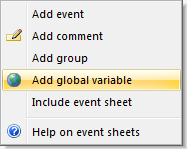 Add event
Add comment
Add group
Add global variable
Include event sheet
Help on event sheets